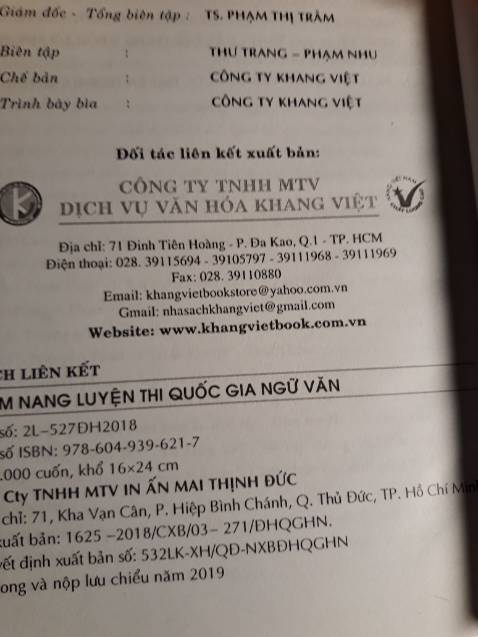 Giám đốc - Tổng biên tập : TS. PHẠM THỊ TRÂM
Biên tập : THƯ TRANG - PHẠM NHU
Chế bản : CÔNG TY KHANG VIỆT
Trình bày bìa : CÔNG TY KHANG VIỆT
Đối tác liên kết xuất bản:
CÔNG TY TNHH MTV
DỊCH VỤ VĂN HÓA KHANG VIỆT
Địa chỉ: 71 Đinh Tiên Hoàng - P. Đa Kao, Q.1 - TP. HCM
Điện thoại: 028. 39115694 - 39105797 - 39111968 - 39111969
Fax: 028. 39110880
Email: khangvietbookstore@yahoo.com.vn
Gmail: nhasachkhangviet@gmail.com
Website: www.khangvietbook.com.vn
CH LIÊN KẾT
M NANG LUYỆN THI QUỐC GIA NGỮ VĂN
số: 2L-527ĐH2018
số ISBN: 978-604-939-621-7
.000 cuốn, khổ 16×24 cm
Cty TNHH MTV IN ẤN MAI THỊNH ĐỨC
chỉ: 71, Kha Vạn Cân, P. Hiệp Bình Chánh, Q. Thủ Đức, TP. Hồ Chí Minh
xuất bản: 1625 -2018/CXB/03- 271/ĐHQGHN.
yết định xuất bản số: 532LK-XH/QĐ-NXBĐHQGHN
ong và nộp lưu chiểu năm 2019